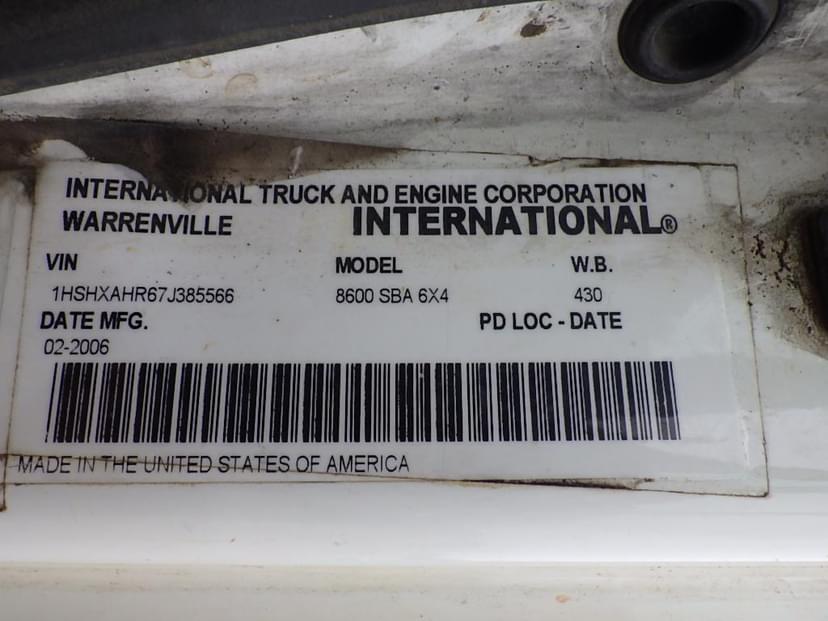 INTERNATIONAL TRUCK AND ENGINE CORPORATION
WARRENVILLE INTERNATIONAL®
VIN MODEL W.B.
1HSHXAHR67J385566 8600 SBA 6X4 430
DATE MFG. PD LOC - DATE
02-2006
MADE IN THE UNITED STATES OF AMERICA